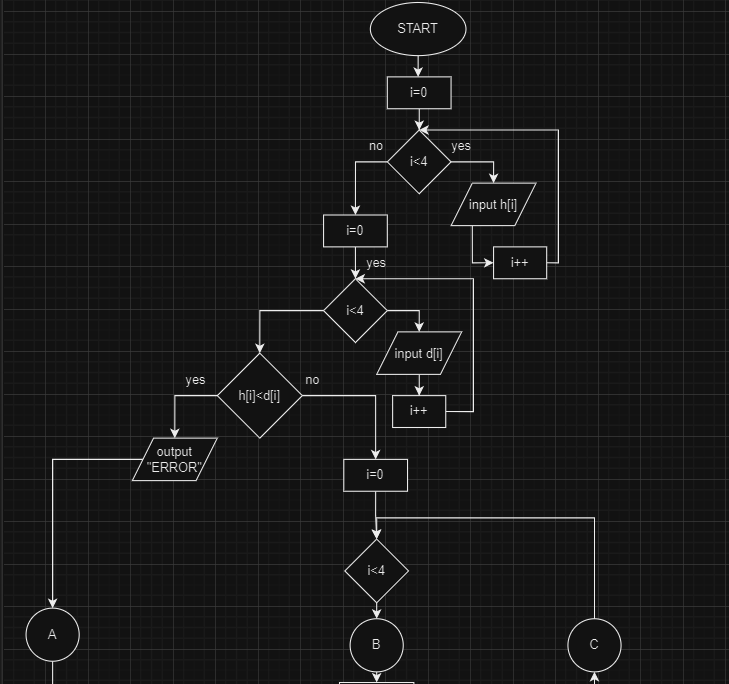 START
i=0
no
yes
i<4
input h[i]
i=0
i++
yes
i<4
input d[i]
yes
no
h[i]<d[i]
i++
output
"ERROR"
i=0
i<4
A
B
C